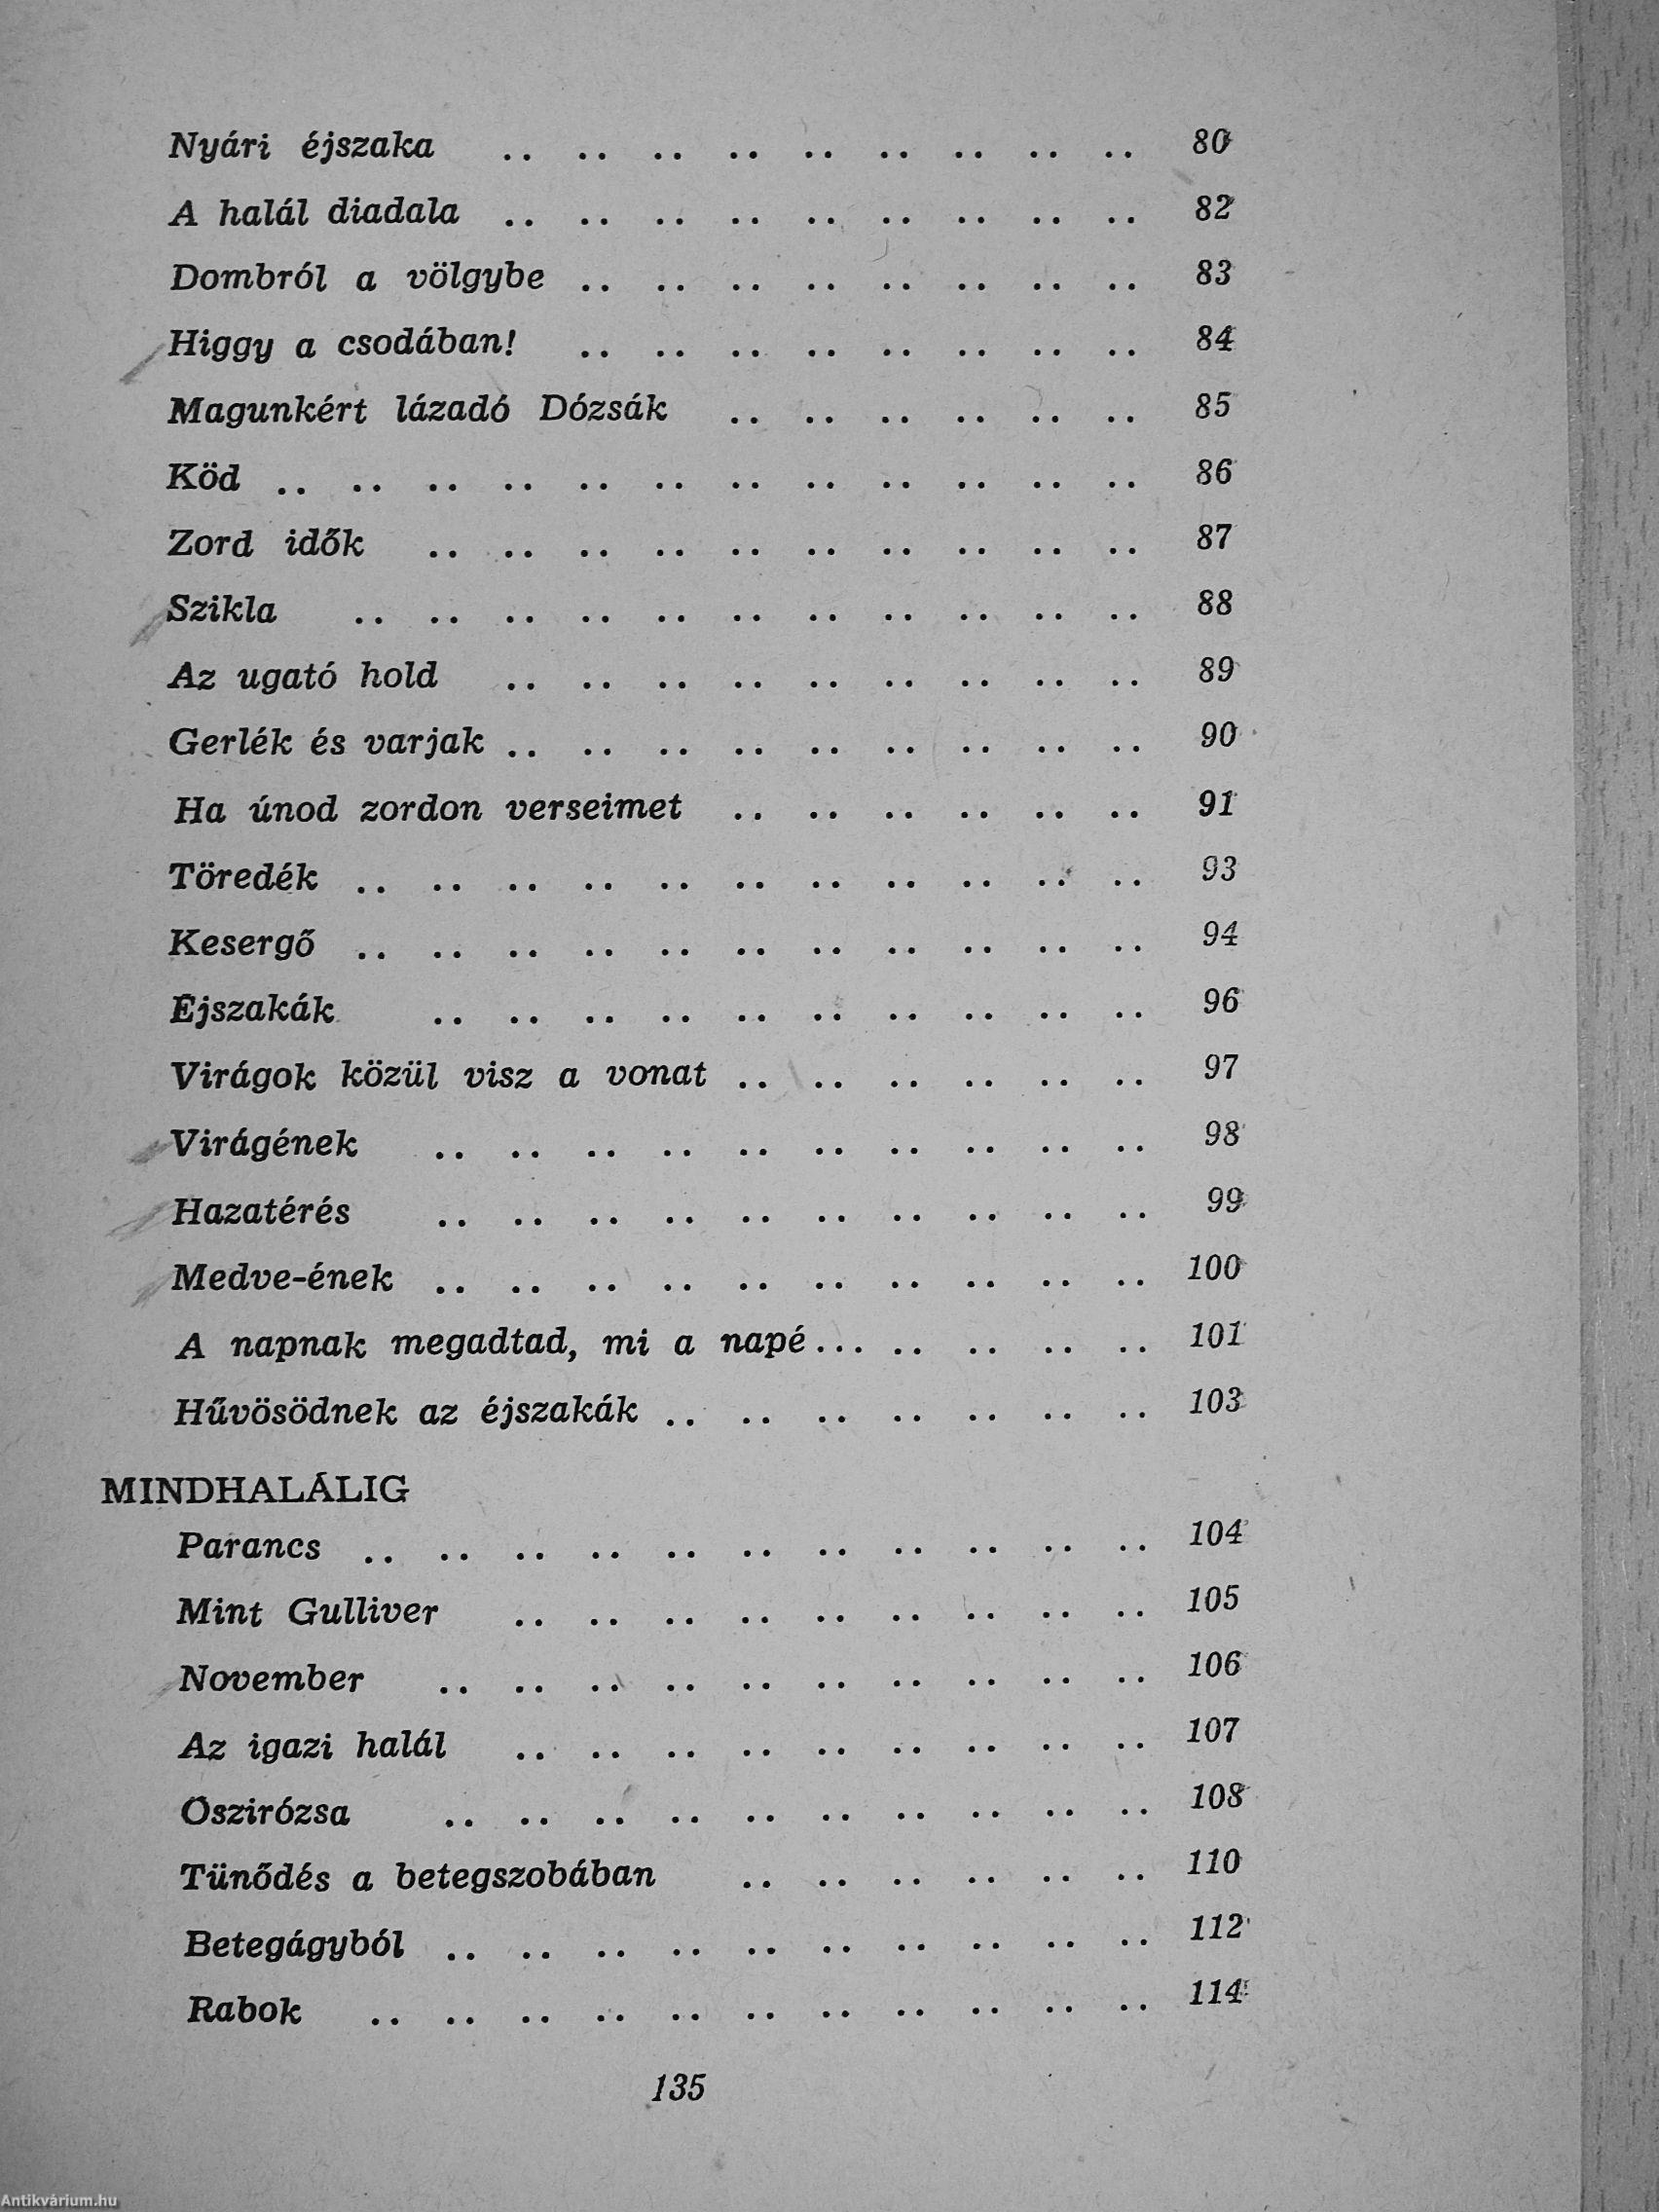 Nyári éjszaka .. .. .. .. .. .. .. .. .. 80
A halál diadala .. .. .. .. .. .. .. .. .. 82
Dombról a völgybe .. .. .. .. .. .. .. .. 83
Higgy a csodában! .. .. .. .. .. .. .. .. 84
Magunkért lázadó Dózsák .. .. .. .. .. .. 85
Köd .. .. .. .. .. .. .. .. .. .. .. .. 86
Zord idők .. .. .. .. .. .. .. .. .. .. 87
Szikla .. .. .. .. .. .. .. .. .. .. .. 88
Az ugató hold .. .. .. .. .. .. .. .. .. 89
Gerlék és varjak .. .. .. .. .. .. .. .. .. 90
Ha únod zordon verseimet .. .. .. .. .. .. 91
Töredék .. .. .. .. .. .. .. .. .. .. .. 93
Kesergő .. .. .. .. .. .. .. .. .. .. .. 94
Éjszakák .. .. .. .. .. .. .. .. .. .. 96
Virágok közül visz a vonat .. .. .. .. .. .. 97
Virágének .. .. .. .. .. .. .. .. .. .. 98
Hazatérés .. .. .. .. .. .. .. .. .. .. 99
Medve-ének .. .. .. .. .. .. .. .. .. .. 100
A napnak megadtad, mi a napé... .. .. .. .. 101
Hűvösödnek az éjszakák .. .. .. .. .. .. .. 103
MINDHALÁLIG
Parancs .. .. .. .. .. .. .. .. .. .. .. 104
Mint Gulliver .. .. .. .. .. .. .. .. .. 105
November .. .. .. .. .. .. .. .. .. .. 106
Az igazi halál .. .. .. .. .. .. .. .. .. 107
Őszirózsa .. .. .. .. .. .. .. .. .. .. 108
Tünődés a betegszobában .. .. .. .. .. .. 110
Betegágyból .. .. .. .. .. .. .. .. .. .. 112
Rabok .. .. .. .. .. .. .. .. .. .. .. 114
135
Antikvárium.hu